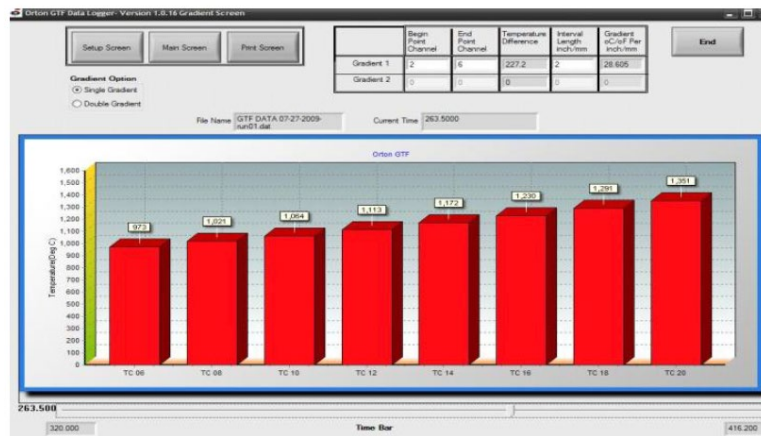 Orton GTF Data Logger- Version 1.0.16 Gradient Screen
Setup Screen Main Screen Print Screen
Begin Point Channel End Point Channel Temperature Difference Interval Length inch/mm Gradient oC/oF Per inch/mm
End
Gradient 1 2 6 227.2 2 28.605
Gradient 2 0 0 0 0 0
Gradient Option
Single Gradient
Double Gradient
File Name GTF DATA 07-27-2009-run01.dat Current Time 263.5000
Orton GTF
Temperature(Deg C)
1,600
1,500
1,400
1,300
1,200
1,100
1,000
900
800
700
600
500
400
300
200
100
0
973 1,021 1,064 1,113 1,172 1,230 1,291 1,351
TC 06 TC 08 TC 10 TC 12 TC 14 TC 16 TC 18 TC 20
263.500
320.000 Time Bar 416.200